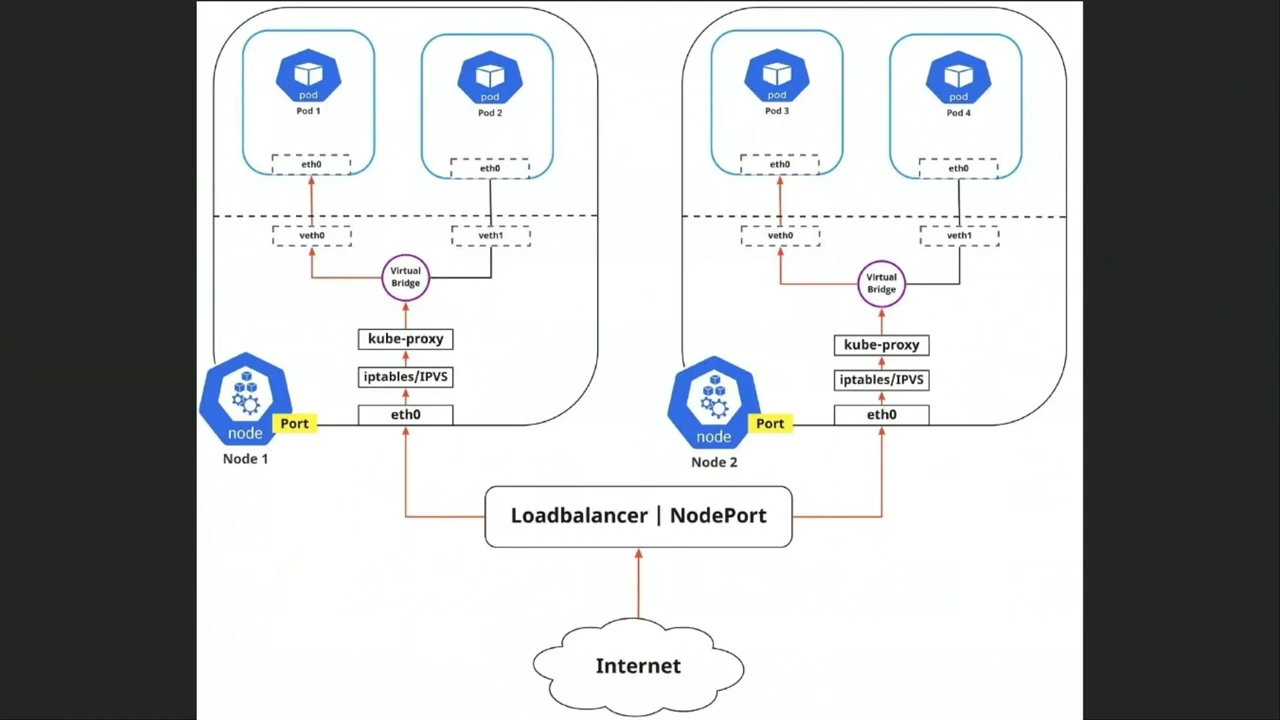 pod
Pod 1
eth0
pod
Pod 2
eth0
veth0
veth1
Virtual
Bridge
kube-proxy
iptables/IPVS
eth0
node
Port
Node 1
pod
Pod 3
eth0
pod
Pod 4
eth0
veth0
veth1
Virtual
Bridge
kube-proxy
iptables/IPVS
eth0
node
Port
Node 2
Loadbalancer | NodePort
Internet